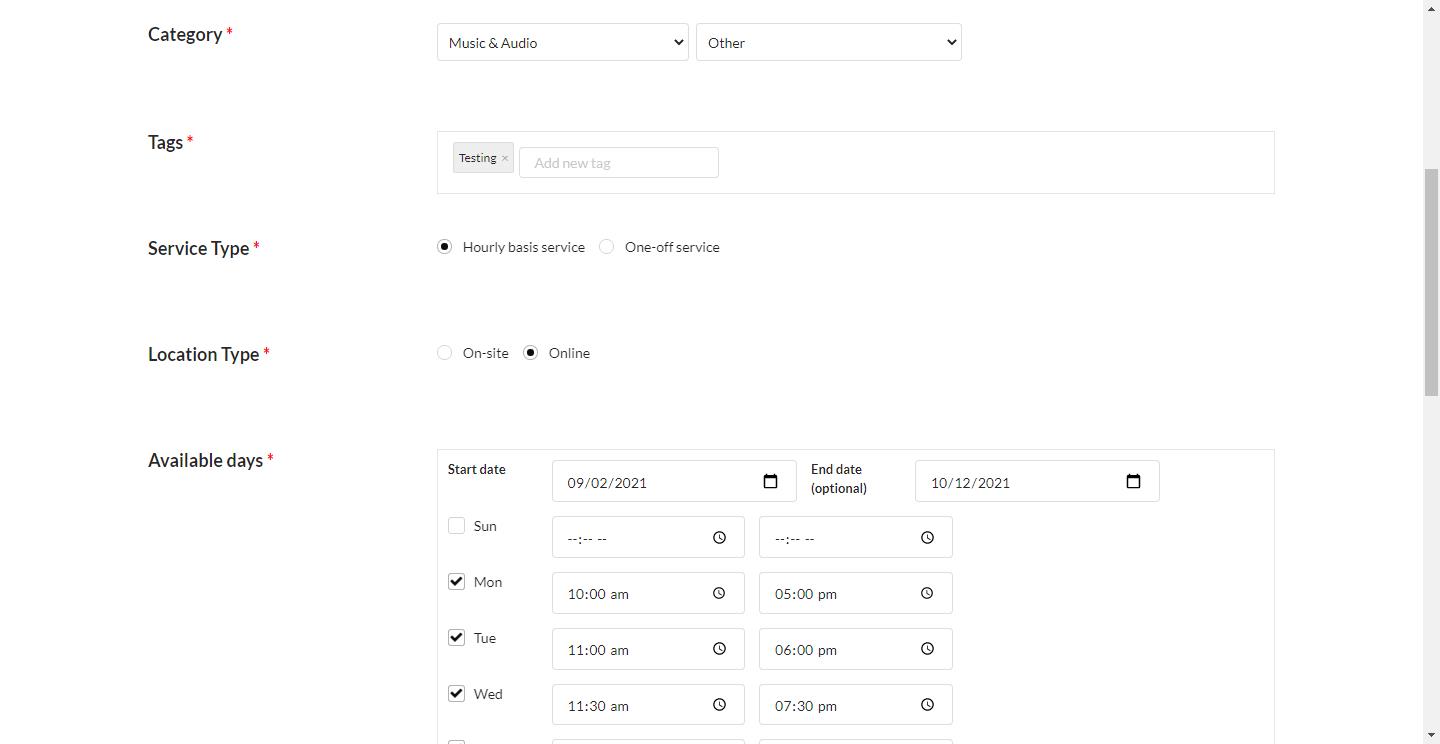 Category *
Music & Audio Other
Tags *
Testing × Add new tag
Service Type *
Hourly basis service One-off service
Location Type *
On-site Online
Available days *
Start date 09/02/2021 End date (optional) 10/12/2021
Sun --:-- -- --:-- --
Mon 10:00 am 05:00 pm
Tue 11:00 am 06:00 pm
Wed 11:30 am 07:30 pm